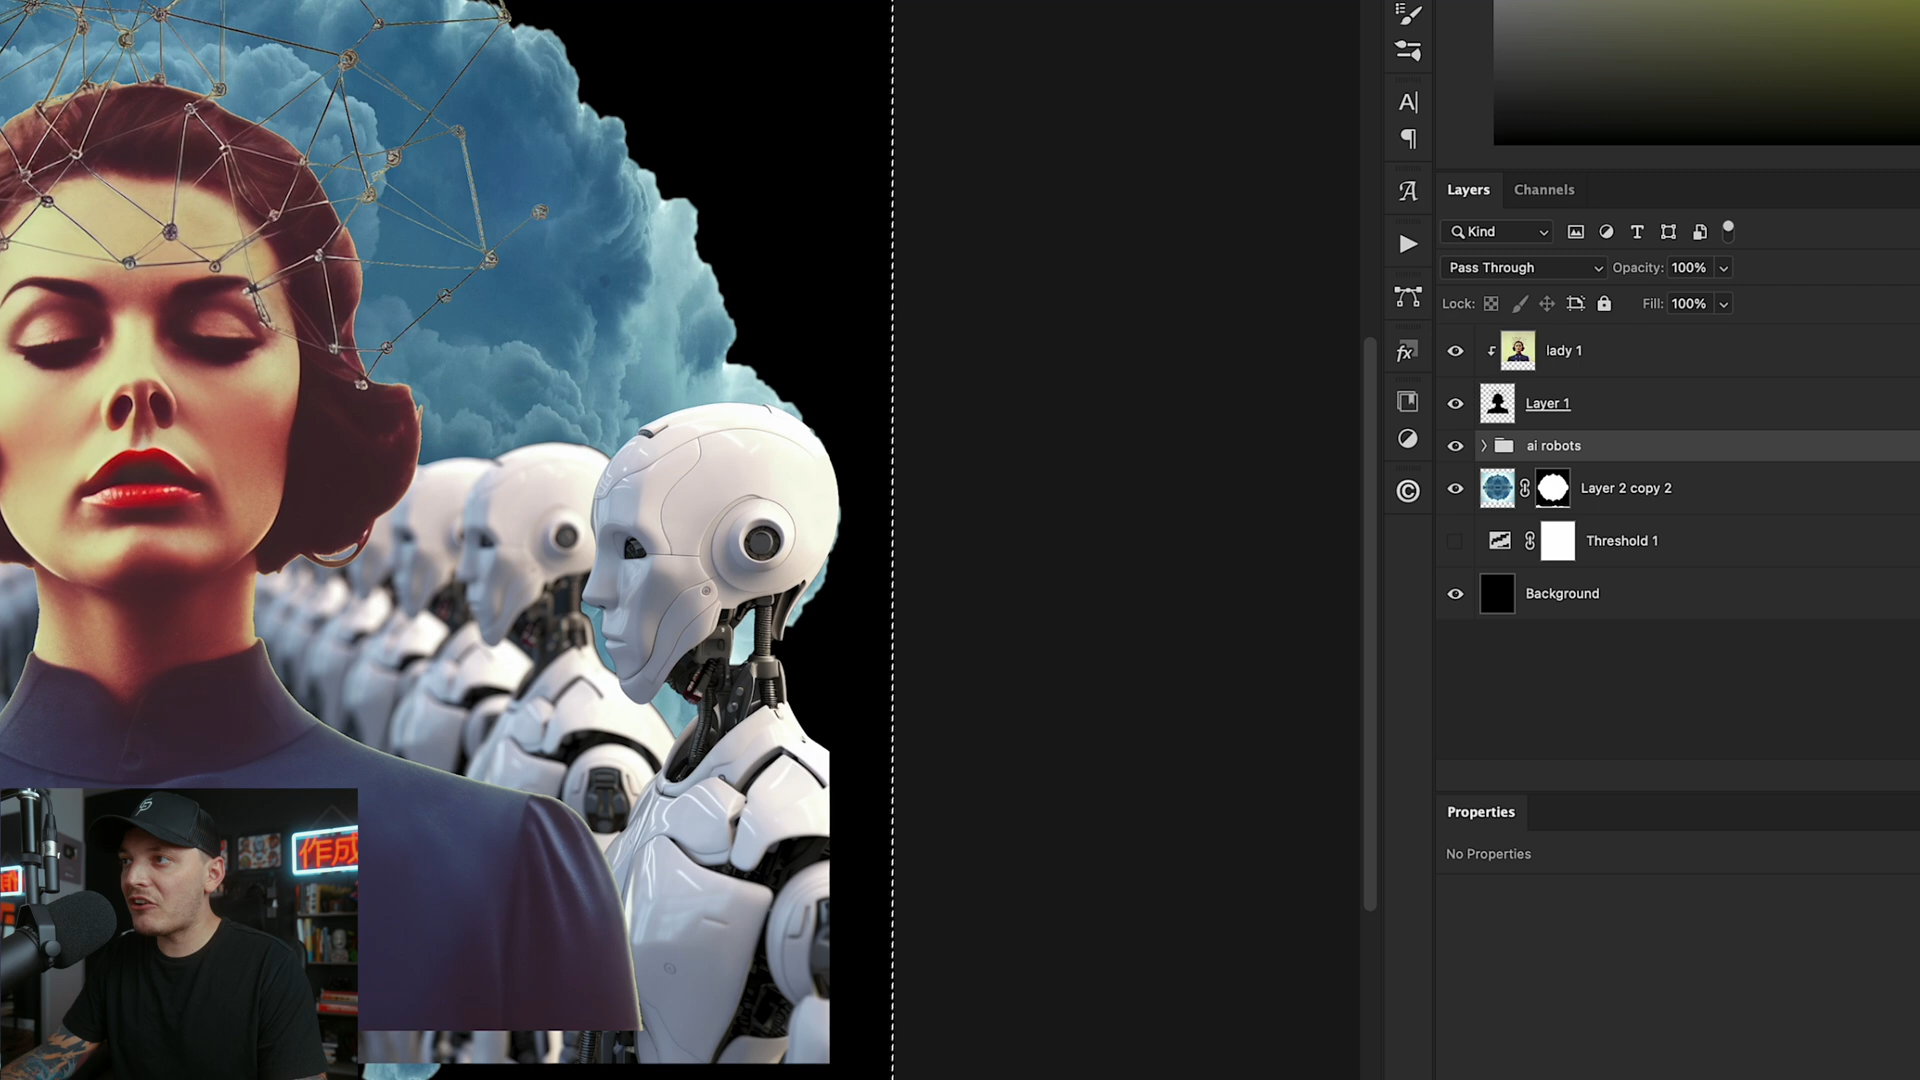 Layers Channels
Kind
Pass Through Opacity: 100%
Lock: Fill: 100%
lady 1
Layer 1
ai robots
Layer 2 copy 2
Threshold 1
Background
Properties
No Properties
作成